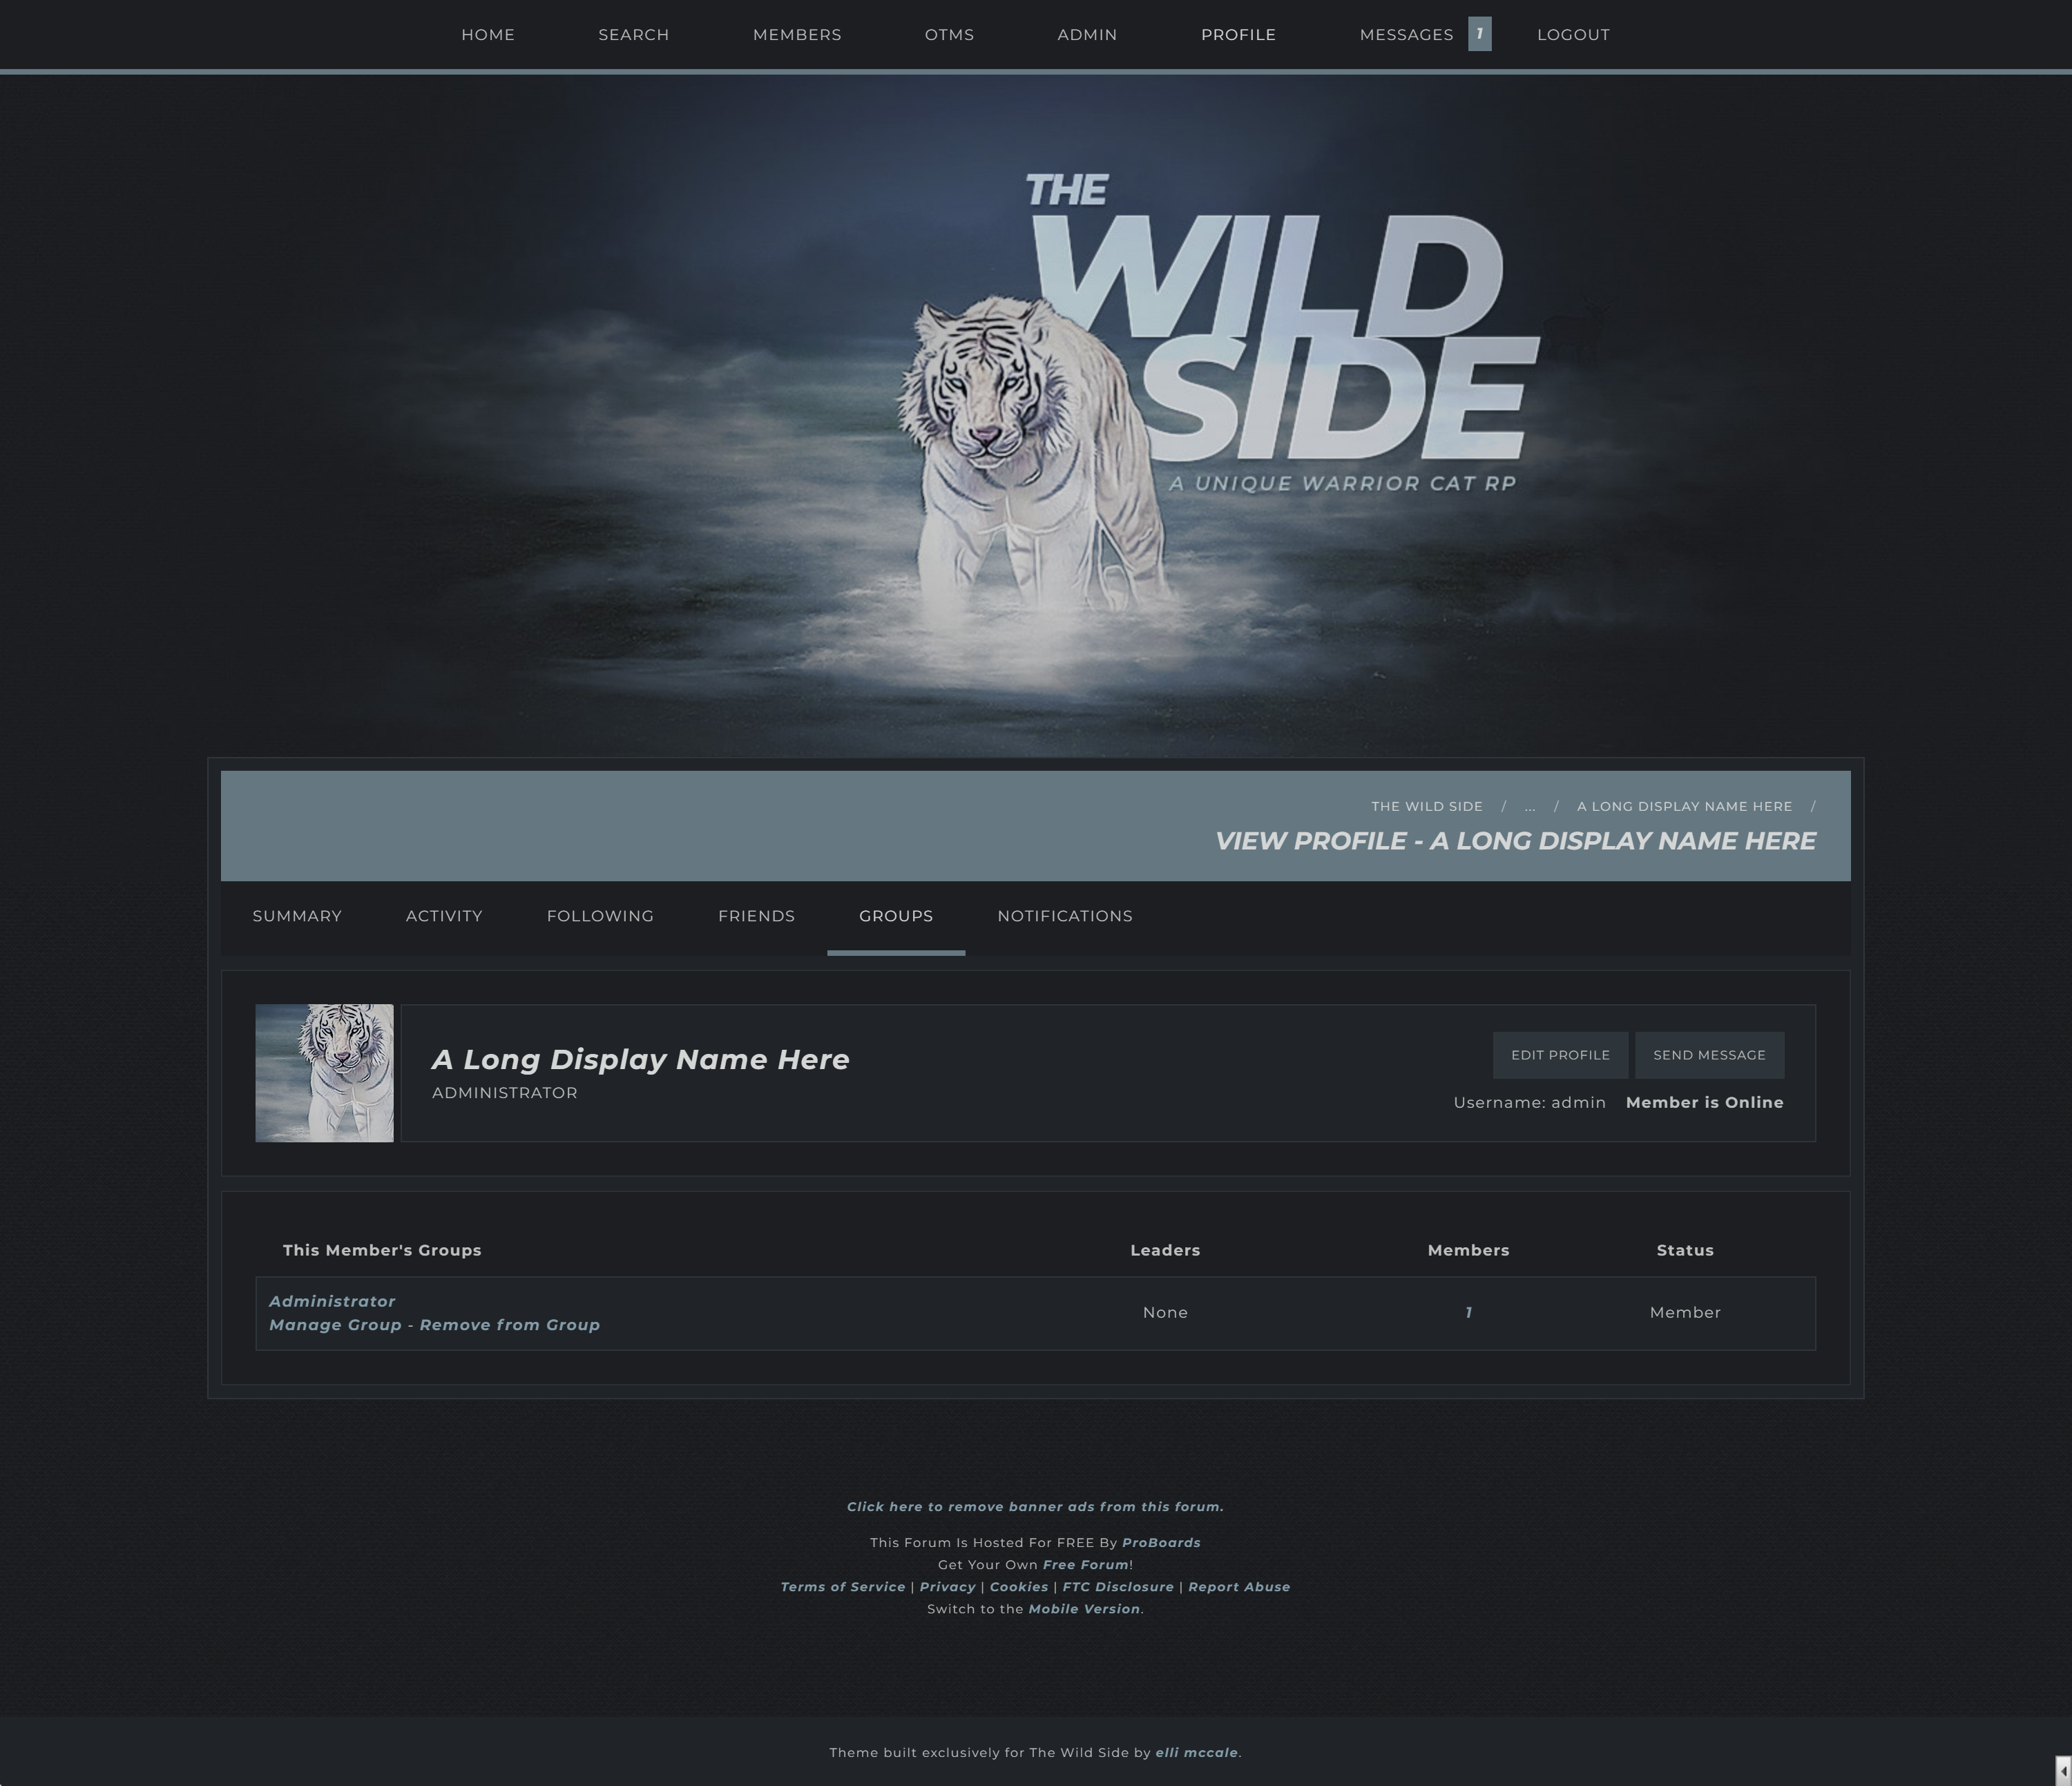 HOME SEARCH MEMBERS OTMS ADMIN PROFILE MESSAGES 1 LOGOUT
THE
WILD
SIDE
A UNIQUE WARRIOR CAT RP
THE WILD SIDE / ... / A LONG DISPLAY NAME HERE /
VIEW PROFILE - A LONG DISPLAY NAME HERE
SUMMARY ACTIVITY FOLLOWING FRIENDS GROUPS NOTIFICATIONS
A Long Display Name Here
ADMINISTRATOR
EDIT PROFILE SEND MESSAGE
Username: admin Member is Online
This Member's Groups Leaders Members Status
Administrator
Manage Group - Remove from Group None 1 Member
Click here to remove banner ads from this forum.
This Forum Is Hosted For FREE By ProBoards
Get Your Own Free Forum!
Terms of Service | Privacy | Cookies | FTC Disclosure | Report Abuse
Switch to the Mobile Version.
Theme built exclusively for The Wild Side by elli mccale.